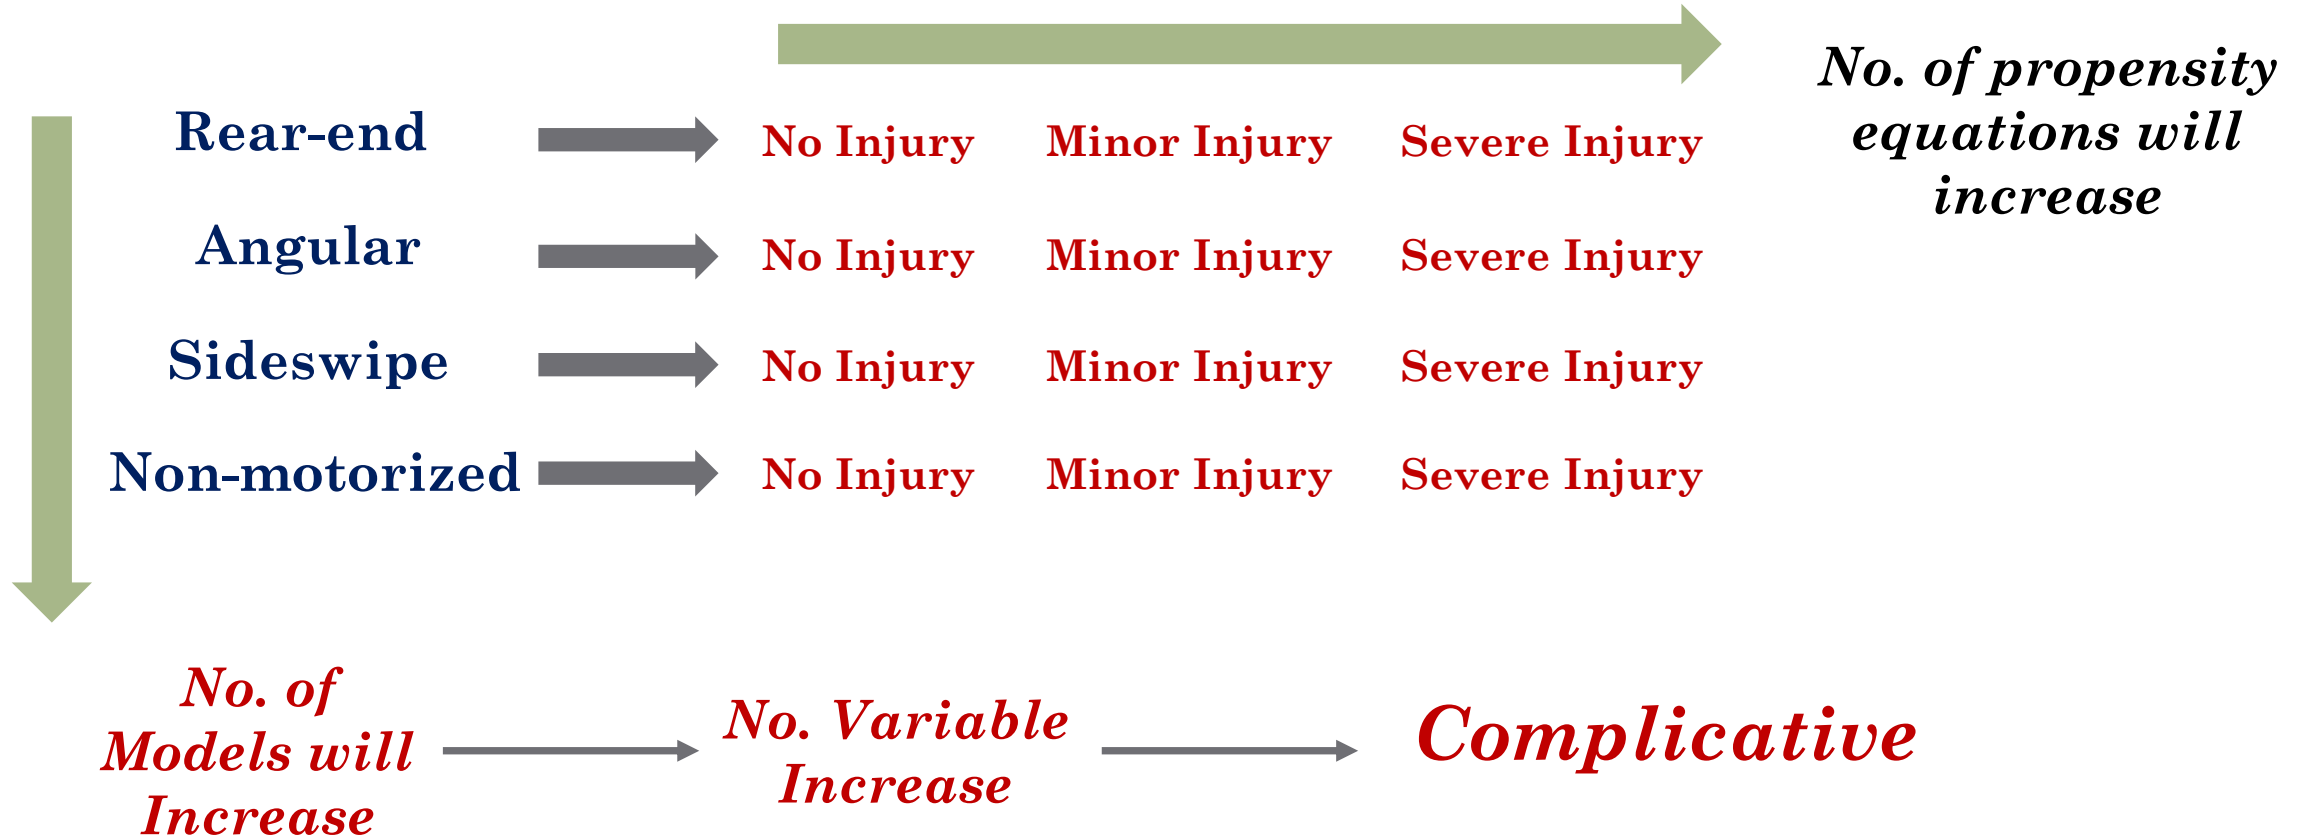 No. of propensity
equations will
increase
Rear-end
No Injury Minor Injury Severe Injury
Angular
No Injury Minor Injury Severe Injury
Sideswipe
No Injury Minor Injury Severe Injury
Non-motorized
No Injury Minor Injury Severe Injury
No. of
Models will
Increase
No. Variable
Increase
Complicative